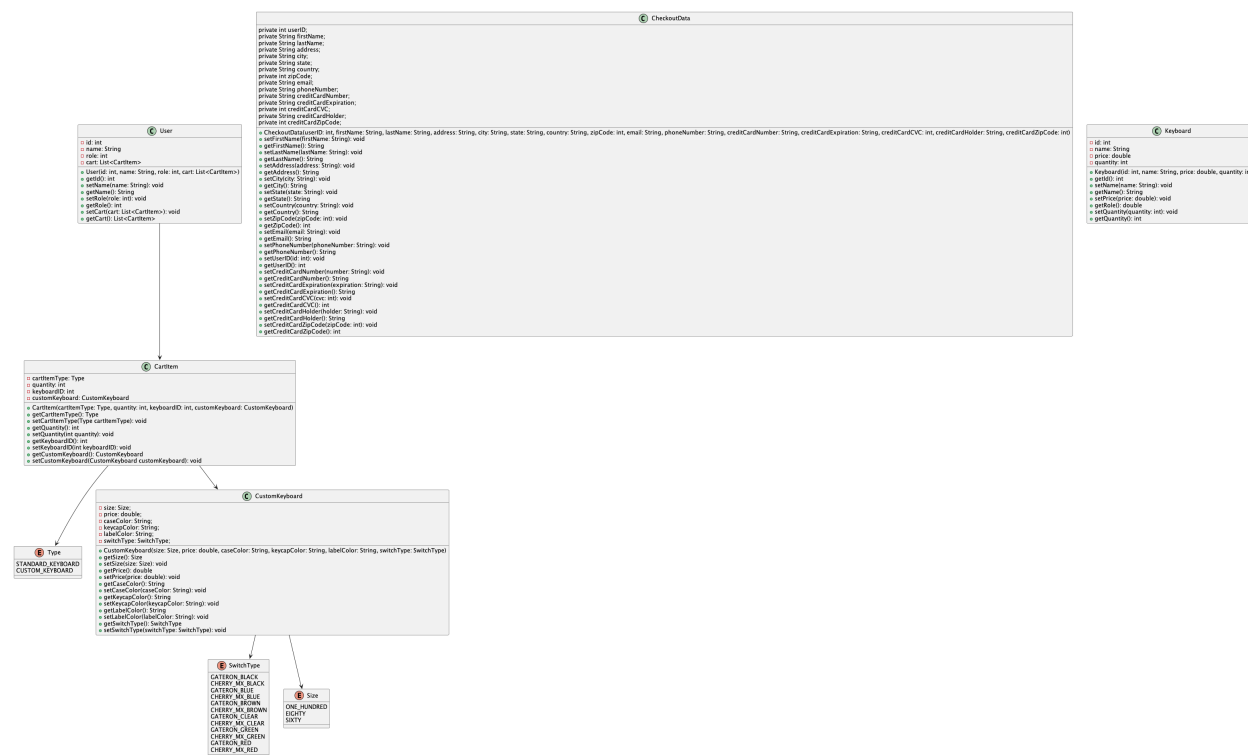 C CheckoutData
private int userID;
private String firstName;
private String lastName;
private String address;
private String city;
private String state;
private String country;
private int zipCode;
private String email;
private String phoneNumber;
private String creditCardNumber;
private String creditCardExpiration;
private int creditCardCVC;
private String creditCardHolder;
private int creditCardZipCode;
CheckoutData(userID: int, firstName: String, lastName: String, address: String, city: String, state: String, country: String, zipCode: int, email: String, phoneNumber: String, creditCardNumber: String, creditCardExpiration: String, creditCardCVC: int, creditCardHolder: String, creditCardZipCode: int)
setFirstName(firstName: String): void
getFirstName(): String
setLastName(lastName: String): void
getLastName(): String
setAddress(address: String): void
getAddress(): String
setCity(city: String): void
getCity(): String
setState(state: String): void
getState(): String
setCountry(country: String): void
getCountry(): String
setZipCode(zipCode: int): void
getZipCode(): int
setEmail(email: String): void
getEmail(): String
setPhoneNumber(phoneNumber: String): void
getPhoneNumber(): String
setUserID(id: int): void
getUserID(): int
setCreditCardNumber(number: String): void
getCreditCardNumber(): String
setCreditCardExpiration(expiration: String): void
getCreditCardExpiration(): String
setCreditCardCVC(cvc: int): void
getCreditCardCVC(): int
setCreditCardHolder(holder: String): void
getCreditCardHolder(): String
setCreditCardZipCode(zipCode: int): void
getCreditCardZipCode(): int
C User
id: int
name: String
role: int
cart: List<CartItem>
User(id: int, name: String, role: int, cart: List<CartItem>)
getId(): int
setName(name: String): void
getName(): String
setRole(role: int): void
getRole(): int
setCart(cart: List<CartItem>): void
getCart(): List<CartItem>
C Keyboard
id: int
name: String
price: double
quantity: int
Keyboard(id: int, name: String, price: double, quantity: in
getId(): int
setName(name: String): void
getName(): String
setPrice(price: double): void
getRole(): double
setQuantity(quantity: int): void
getQuantity(): int
C CartItem
cartItemType: Type
quantity: int
keyboardID: int
customKeyboard: CustomKeyboard
CartItem(cartItemType: Type, quantity: int, keyboardID: int, customKeyboard: CustomKeyboard)
getCartItemType(): Type
setCartItemType(Type cartItemType): void
getQuantity(): int
setQuantity(int quantity): void
getKeyboardID(): int
setKeyboardID(int keyboardID): void
getCustomKeyboard(): CustomKeyboard
setCustomKeyboard(CustomKeyboard customKeyboard): void
C CustomKeyboard
size: Size;
price: double;
caseColor: String;
keycapColor: String;
labelColor: String;
switchType: SwitchType;
CustomKeyboard(size: Size, price: double, caseColor: String, keycapColor: String, labelColor: String, switchType: SwitchType)
getSize(): Size
setSize(size: Size): void
getPrice(): double
setPrice(price: double): void
getCaseColor(): String
setCaseColor(caseColor: String): void
getKeycapColor(): String
setKeycapColor(keycapColor: String): void
getLabelColor(): String
setLabelColor(labelColor: String): void
getSwitchType(): SwitchType
setSwitchType(switchType: SwitchType): void
E Type
STANDARD_KEYBOARD
CUSTOM_KEYBOARD
E SwitchType
GATERON_BLACK
CHERRY_MX_BLACK
GATERON_BLUE
CHERRY_MX_BLUE
GATERON_BROWN
CHERRY_MX_BROWN
GATERON_CLEAR
CHERRY_MX_CLEAR
GATERON_GREEN
CHERRY_MX_GREEN
GATERON_RED
CHERRY_MX_RED
E Size
ONE_HUNDRED
EIGHTY
SIXTY